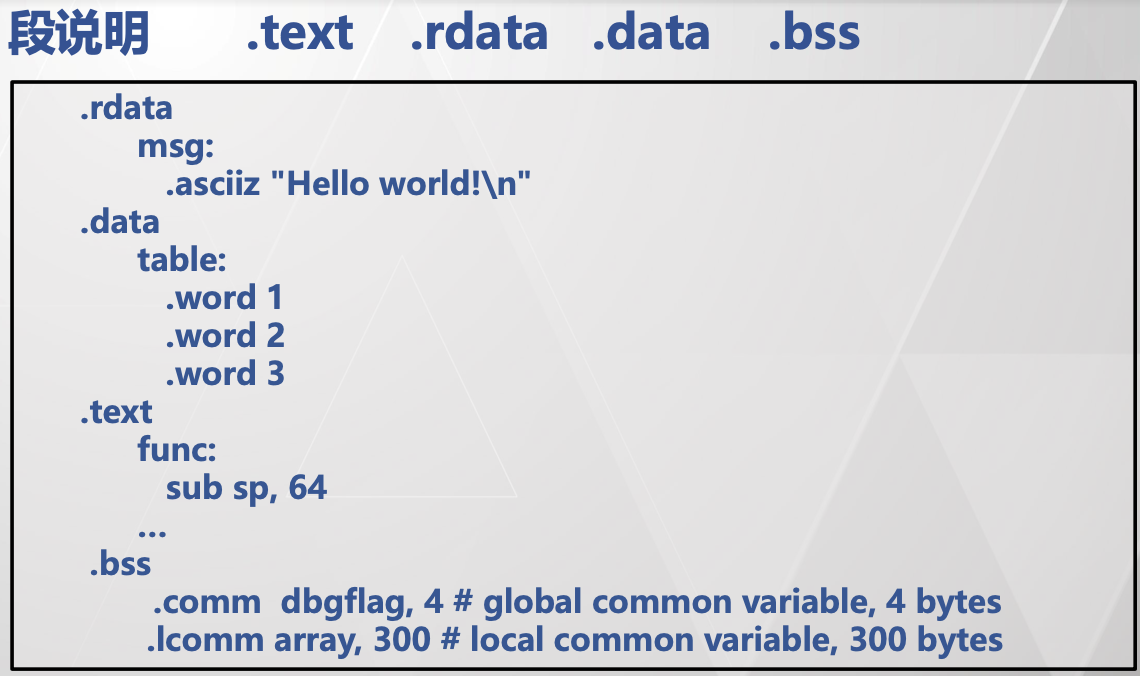 段说明 .text .rdata .data .bss
.rdata
msg:
.asciiz "Hello world!\n"
.data
table:
.word 1
.word 2
.word 3
.text
func:
sub sp, 64
...
.bss
.comm dbgflag, 4 # global common variable, 4 bytes
.lcomm array, 300 # local common variable, 300 bytes